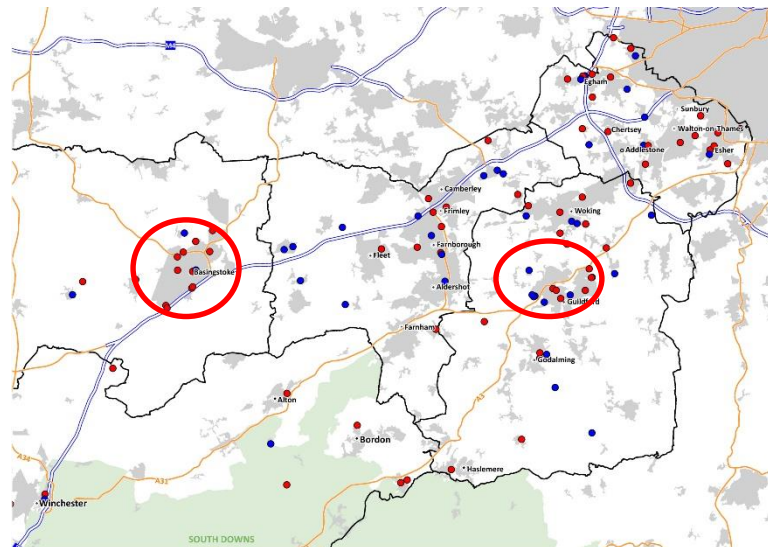 Egham
Sunbury
Chertsey
Walton-on-Thames
Addlestone
Esher
Camberley
Frimley
Woking
Farnborough
Basingstoke
Fleet
Aldershot
Guildford
Farnham
Godalming
Alton
A3
Bordon
A34
Haslemere
A31
Winchester
SOUTH DOWNS